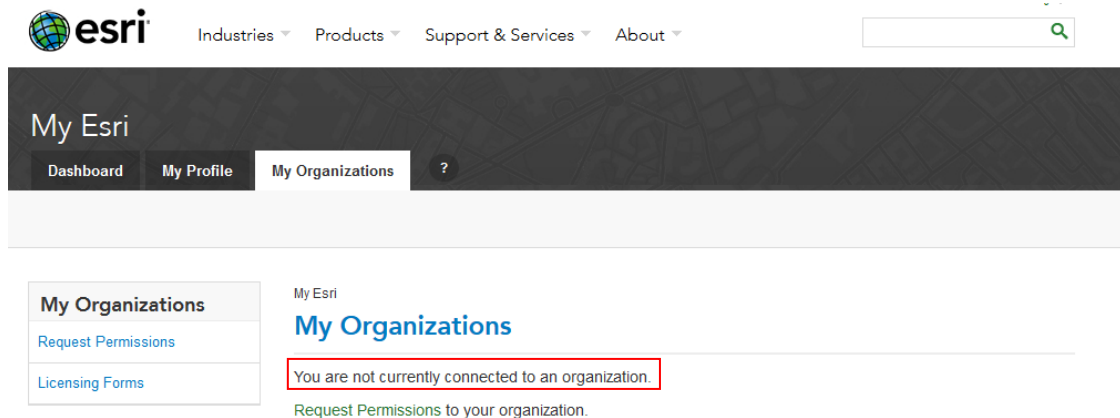 esri
Industries Products Support & Services About
My Esri
Dashboard My Profile My Organizations ?
My Organizations
Request Permissions
Licensing Forms
My Esri
My Organizations
You are not currently connected to an organization.
Request Permissions to your organization.